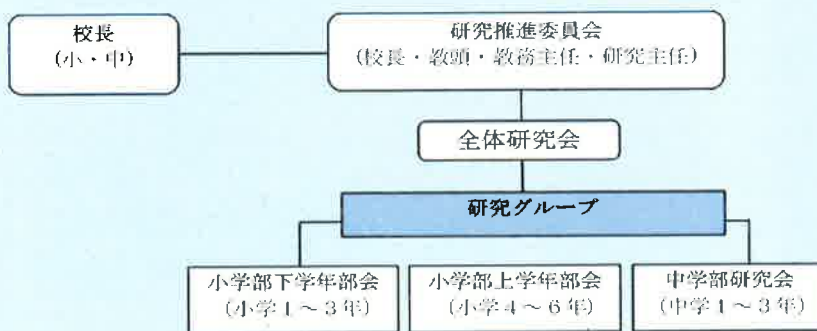 校長
(小・中)
研究推進委員会
(校長・教頭・教務主任・研究主任)
全体研究会
研究グループ
小学部下学年部会
(小学1～3年)
小学部上学年部会
(小学4～6年)
中学部研究会
(中学1～3年)